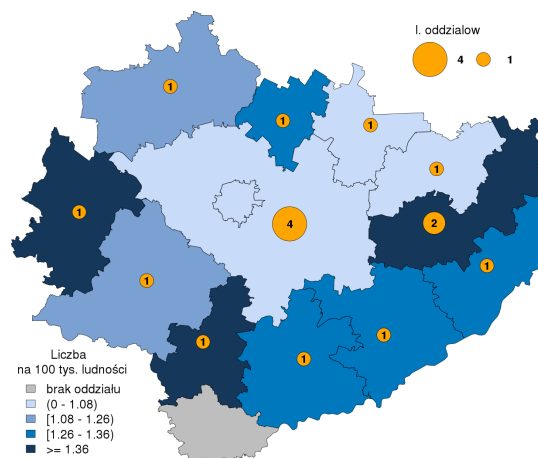 l. oddzialow
4 1
1
1
1
1
1
4
2
1
1
1
1
1
Liczba
na 100 tys. ludności
brak oddziału
(0 - 1.08)
[1.08 - 1.26)
[1.26 - 1.36)
>= 1.36